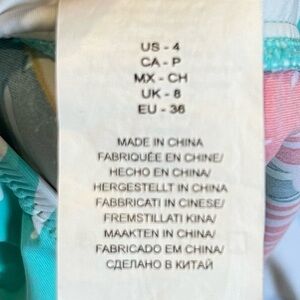 US - 4
CA - P
MX - CH
UK - 8
EU - 36
MADE IN CHINA
FABRIQUÉE EN CHINE/
HECHO EN CHINA/
HERGESTELLT IN CHINA/
FABBRICATI IN CINESE/
FREMSTILLATI KINA/
MAAKTEN IN CHINA/
FABRICADO EM CHINA/
СДЕЛАНО В КИТАЙ